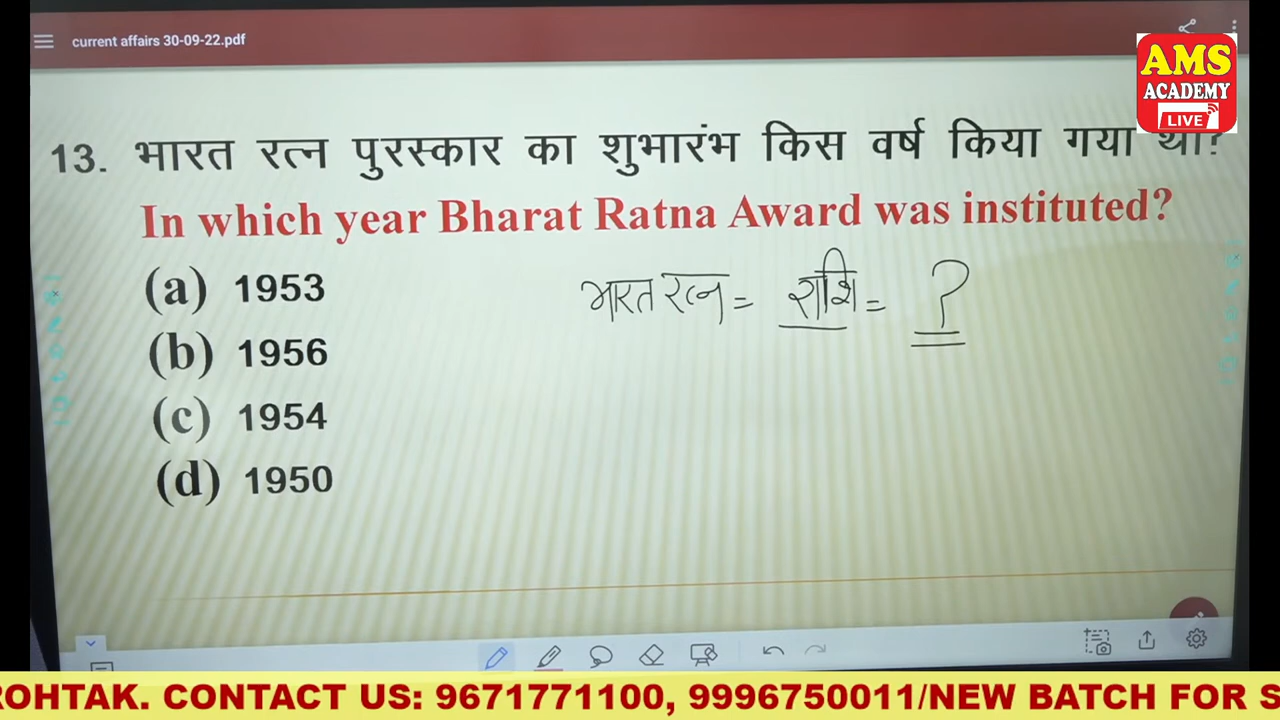 current affairs 30-09-22.pdf
AMS
ACADEMY
LIVE
13. भारत रत्न पुरस्कार का शुभारंभ किस वर्ष किया गया था?
In which year Bharat Ratna Award was instituted?
(a) 1953
(b) 1956
(c) 1954
(d) 1950
भारत रत्न = राशि = ?
ROHTAK. CONTACT US: 9671771100, 9996750011/NEW BATCH FOR S